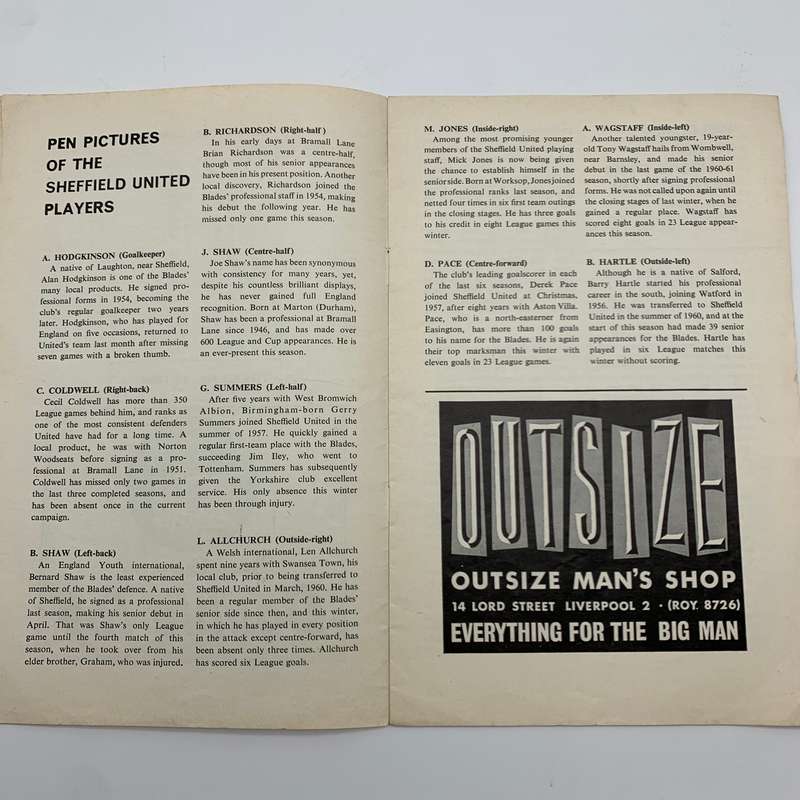 PEN PICTURES
OF THE
SHEFFIELD UNITED
PLAYERS
A. HODGKINSON (Goalkeeper)
A native of Laughton, near Sheffield,
Alan Hodgkinson is one of the Blades'
many local products. He signed pro-
fessional forms in 1954, becoming the
club's regular goalkeeper two years
later. Hodgkinson, who has played for
England on five occasions, returned to
United's team last month after missing
seven games with a broken thumb.
C. COLDWELL (Right-back)
Cecil Coldwell has more than 350
League games behind him, and ranks as
one of the most consistent defenders
United have had for a long time. A
local product, he was with Norton
Woodseats before signing as a pro-
fessional at Bramall Lane in 1951.
Coldwell has missed only two games in
the last three completed seasons, and
has been absent once in the current
campaign.
B. SHAW (Left-back)
An England Youth international,
Bernard Shaw is the least experienced
member of the Blades' defence. A native
of Sheffield, he signed as a professional
last season, making his senior debut in
April. That was Shaw's only League
game until the fourth match of this
season, when he took over from his
elder brother, Graham, who was injured.
B. RICHARDSON (Right-half)
In his early days at Bramall Lane
Brian Richardson was a centre-half,
though most of his senior appearances
have been in his present position. Another
local discovery, Richardson joined the
Blades' professional staff in 1954, making
his debut the following year. He has
missed only one game this season.
J. SHAW (Centre-half)
Joe Shaw's name has been synonymous
with consistency for many years, yet,
despite his countless brilliant displays,
he has never gained full England
recognition. Born at Marton (Durham),
Shaw has been a professional at Bramall
Lane since 1946, and has made over
600 League and Cup appearances. He is
an ever-present this season.
G. SUMMERS (Left-half)
After five years with West Bromwich
Albion, Birmingham-born Gerry
Summers joined Sheffield United in the
summer of 1957. He quickly gained a
regular first-team place with the Blades,
succeeding Jim Iley, who went to
Tottenham. Summers has subsequently
given the Yorkshire club excellent
service. His only absence this winter
has been through injury.
L. ALLCHURCH (Outside-right)
A Welsh international, Len Allchurch
spent nine years with Swansea Town, his
local club, prior to being transferred to
Sheffield United in March, 1960. He has
been a regular member of the Blades'
senior side since then, and this winter,
in which he has played in every position
in the attack except centre-forward, has
been absent only three times. Allchurch
has scored six League goals.
M. JONES (Inside-right)
Among the most promising younger
members of the Sheffield United playing
staff, Mick Jones is now being given
the chance to establish himself in the
senior side. Born at Worksop, Jones joined
the professional ranks last season, and
netted four times in six first team outings
in the closing stages. He has three goals
to his credit in eight League games this
winter.
D. PACE (Centre-forward)
The club's leading goalscorer in each
of the last six seasons, Derek Pace
joined Sheffield United at Christmas,
1957, after eight years with Aston Villa.
Pace, who is a north-easterner from
Easington, has more than 100 goals
to his name for the Blades. He is again
their top marksman this winter with
eleven goals in 23 League games.
A. WAGSTAFF (Inside-left)
Another talented youngster, 19-year-
old Tony Wagstaff hails from Wombwell,
near Barnsley, and made his senior
debut in the last game of the 1960-61
season, shortly after signing professional
forms. He was not called upon again until
the closing stages of last winter, when he
gained a regular place. Wagstaff has
scored eight goals in 23 League appear-
ances this season.
B. HARTLE (Outside-left)
Although he is a native of Salford,
Barry Hartle started his professional
career in the south, joining Watford in
1956. He was transferred to Sheffield
United in the summer of 1960, and at the
start of this season had made 39 senior
appearances for the Blades. Hartle has
played in six League matches this
winter without scoring.
OUTSIZE
OUTSIZE MAN'S SHOP
14 LORD STREET LIVERPOOL 2 · (ROY. 8726)
EVERYTHING FOR THE BIG MAN